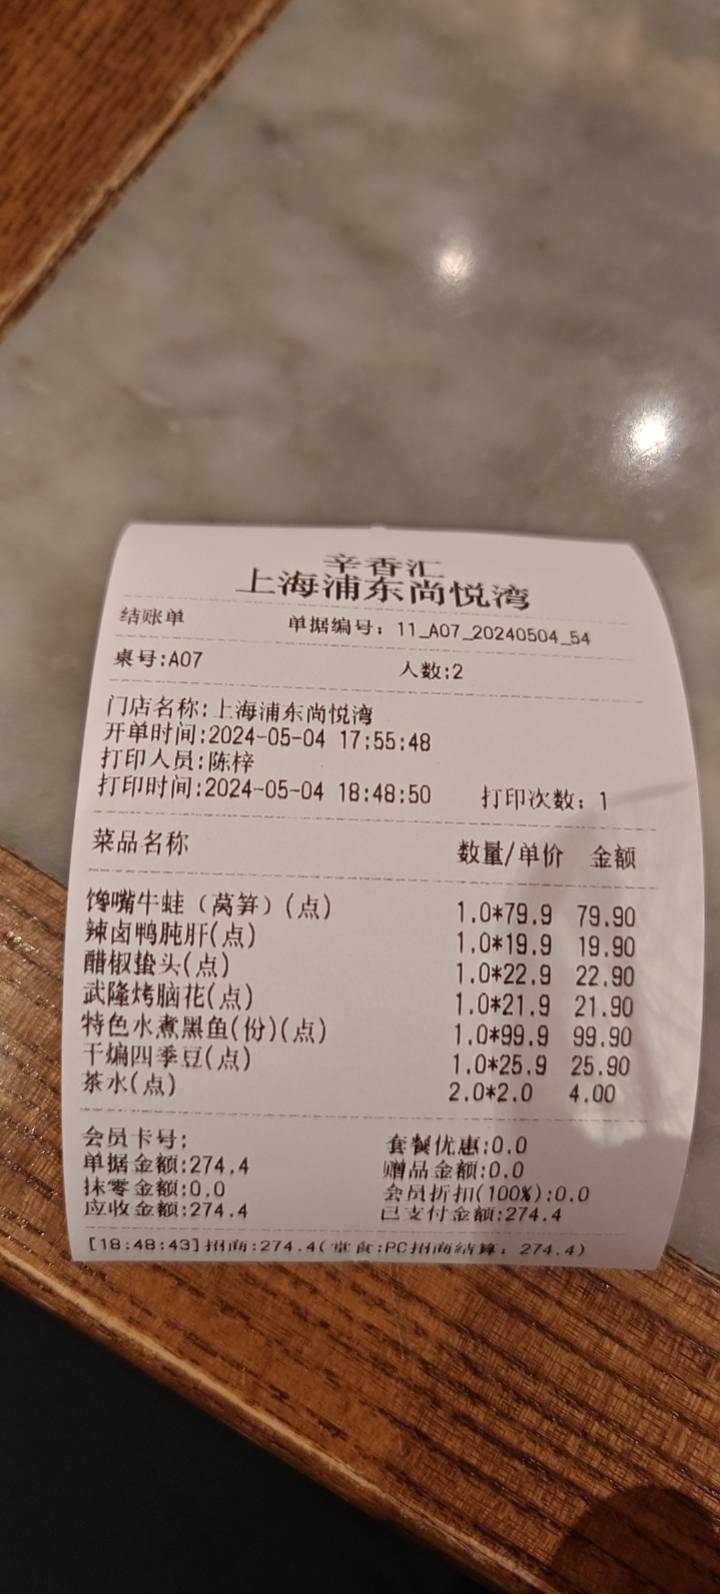 辛香汇
上海浦东尚悦湾
结账单 单据编号: 11_A07_20240504_54
桌号:A07 人数:2
门店名称:上海浦东尚悦湾
开单时间:2024-05-04 17:55:48
打印人员:陈梓
打印时间:2024-05-04 18:48:50 打印次数: 1
菜品名称 数量/单价 金额
馋嘴牛蛙（莴笋）(点) 1.0*79.9 79.90
辣卤鸭肫肝(点) 1.0*19.9 19.90
醋椒蛰头(点) 1.0*22.9 22.90
武隆烤脑花(点) 1.0*21.9 21.90
特色水煮黑鱼(份)(点) 1.0*99.9 99.90
干煸四季豆(点) 1.0*25.9 25.90
茶水(点) 2.0*2.0 4.00
会员卡号: 套餐优惠:0.0
单据金额:274.4 赠品金额:0.0
抹零金额:0.0 会员折扣(100%):0.0
应收金额:274.4 已支付金额:274.4
[18:48:43]招商:274.4(堂食:PC招商结算: 274.4)